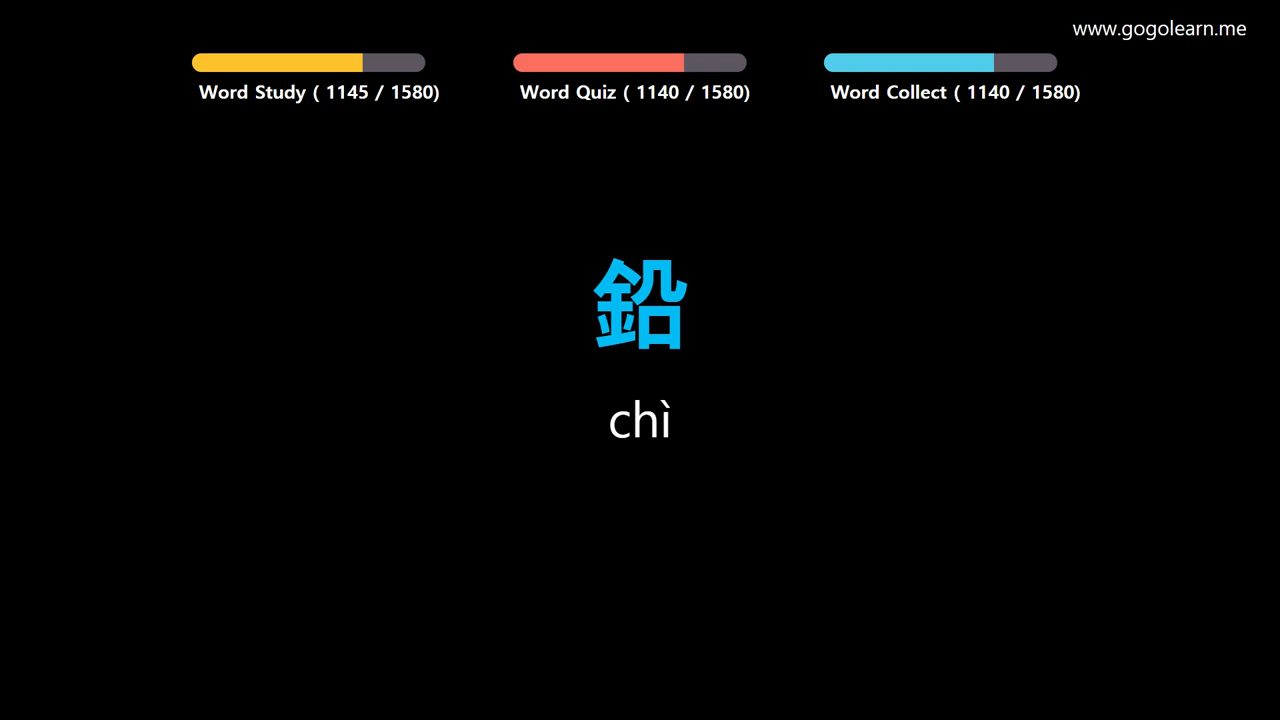 www.gogolearn.me
Word Study ( 1145 / 1580)
Word Quiz ( 1140 / 1580)
Word Collect ( 1140 / 1580)
鉛
chì